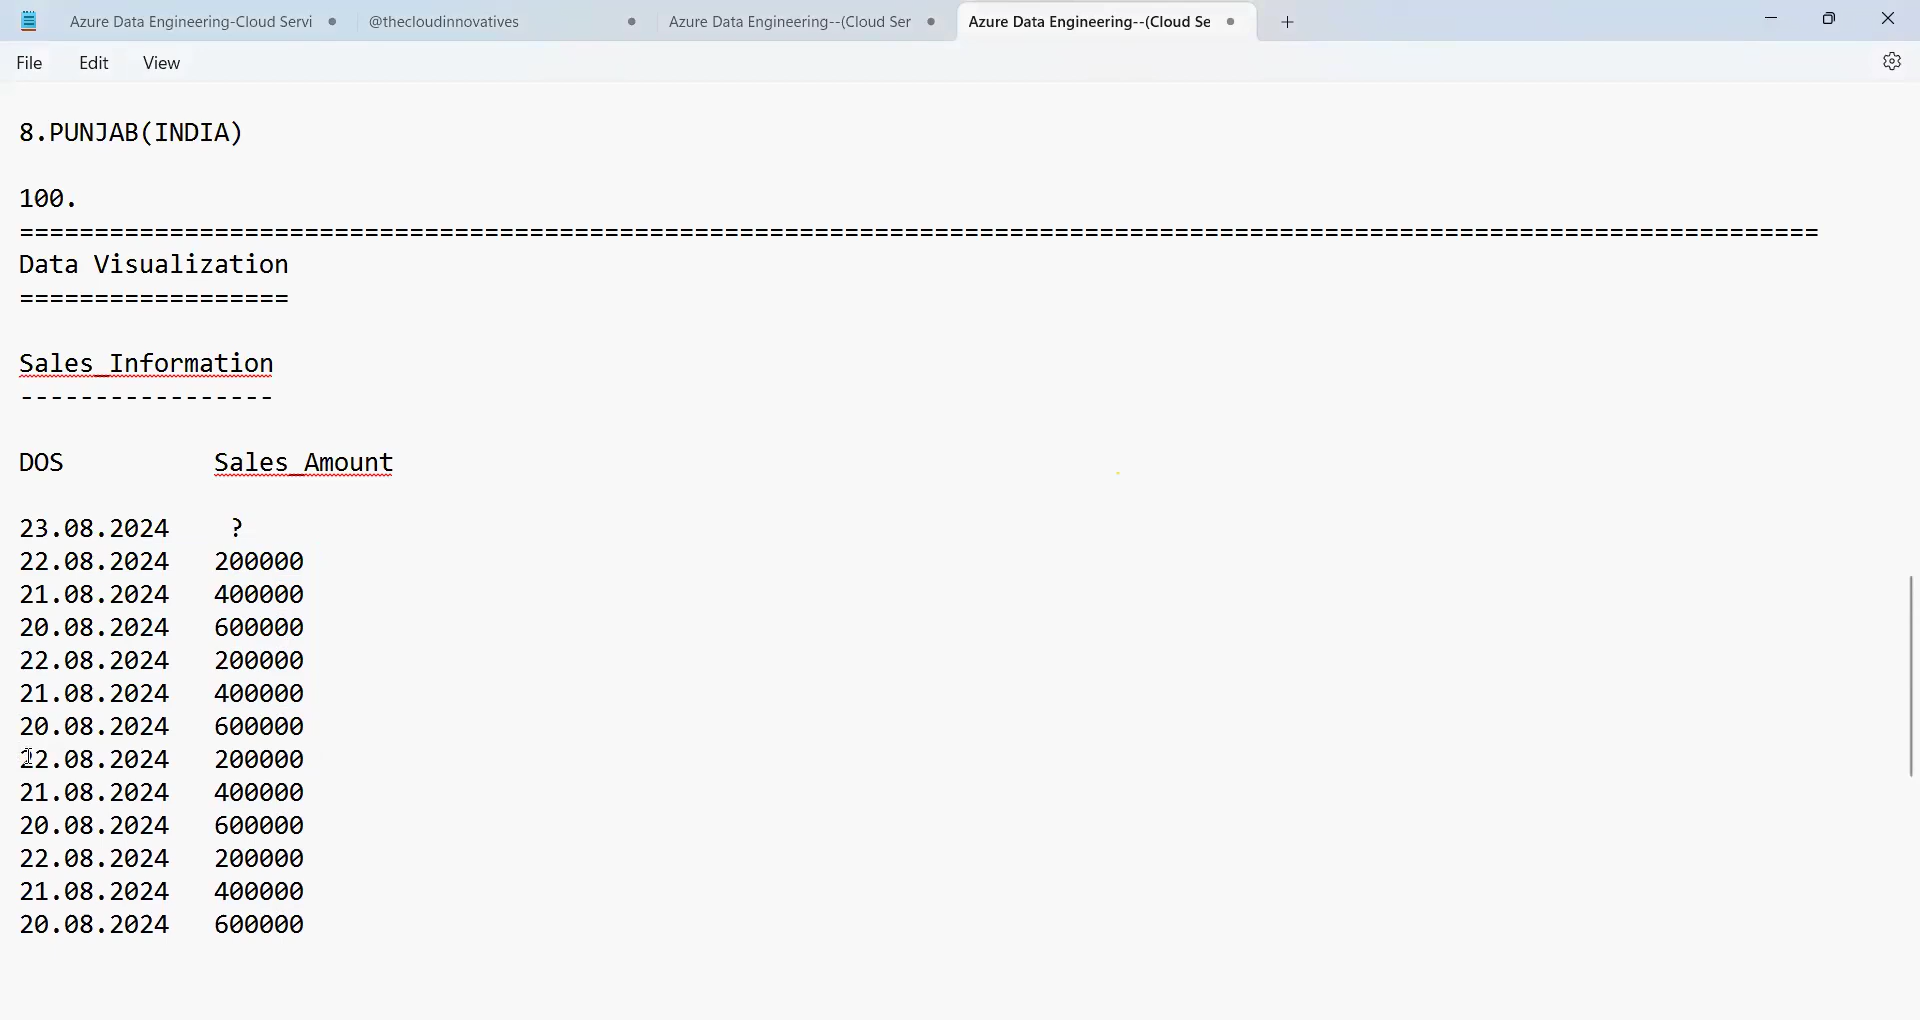 Azure Data Engineering-Cloud Servi
@thecloudinnovatives
Azure Data Engineering--(Cloud Ser
Azure Data Engineering--(Cloud Se
File Edit View
8.PUNJAB(INDIA)
100.
========================================================================================================================
Data Visualization
==================
Sales_Information
-----------------
DOS Sales_Amount
23.08.2024 ?
22.08.2024 200000
21.08.2024 400000
20.08.2024 600000
22.08.2024 200000
21.08.2024 400000
20.08.2024 600000
22.08.2024 200000
21.08.2024 400000
20.08.2024 600000
22.08.2024 200000
21.08.2024 400000
20.08.2024 600000